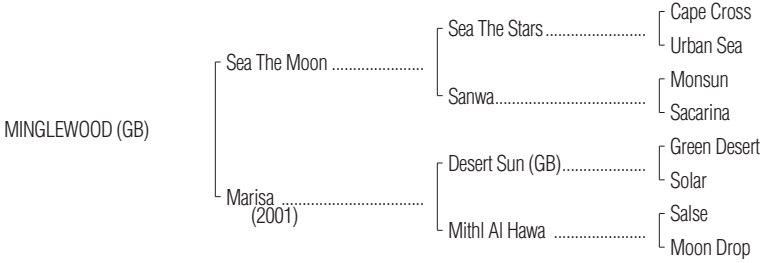 Cape Cross
Sea The Stars
Urban Sea
Sea The Moon
Monsun
Sanwa
Sacarina
MINGLEWOOD (GB)
Green Desert
Desert Sun (GB)
Solar
Marisa
(2001)
Salse
Mithl Al Hawa
Moon Drop